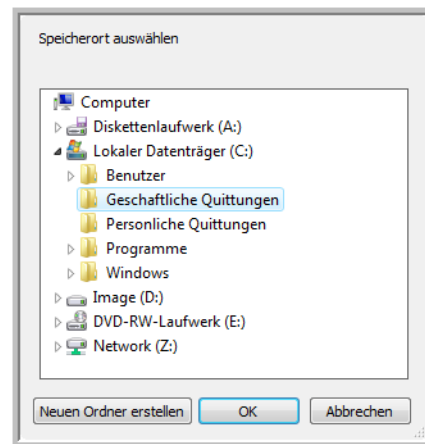 Speicherort auswählen
Computer
Diskettenlaufwerk (A:)
Lokaler Datenträger (C:)
Benutzer
Geschaftliche Quittungen
Personliche Quittungen
Programme
Windows
Image (D:)
DVD-RW-Laufwerk (E:)
Network (Z:)
Neuen Ordner erstellen OK Abbrechen